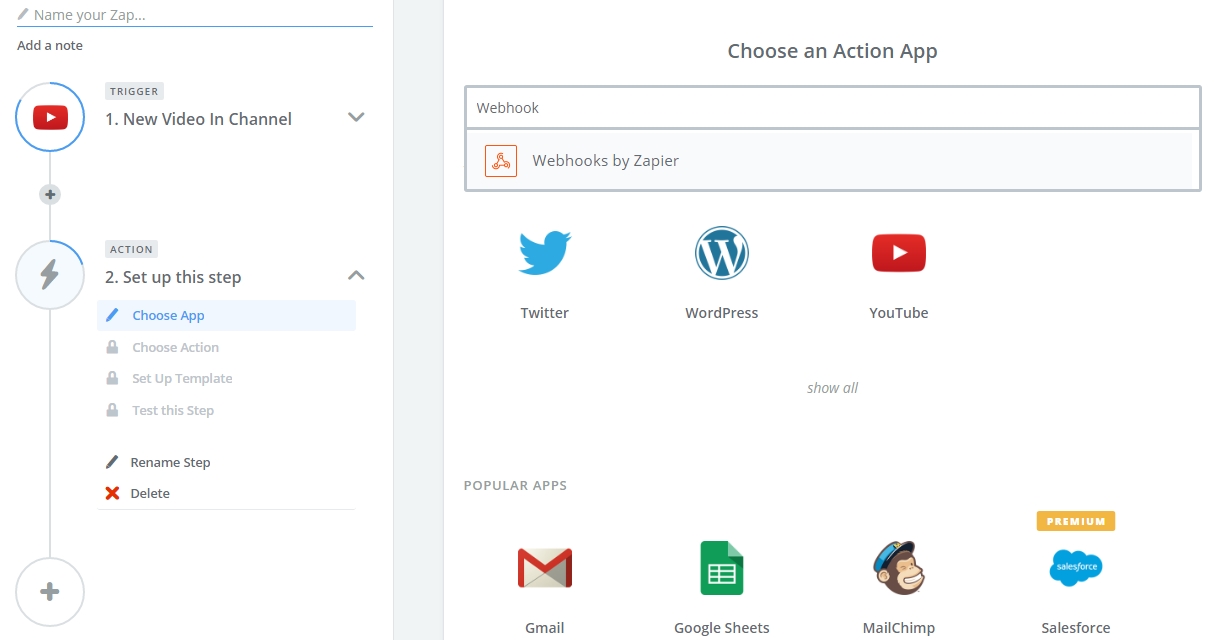 Name your Zap...
Add a note
TRIGGER
1. New Video In Channel
ACTION
2. Set up this step
Choose App
Choose Action
Set Up Template
Test this Step
Rename Step
Delete
Choose an Action App
Webhook
Webhooks by Zapier
Twitter
WordPress
YouTube
show all
POPULAR APPS
PREMIUM
salesforce
Gmail
Google Sheets
MailChimp
Salesforce